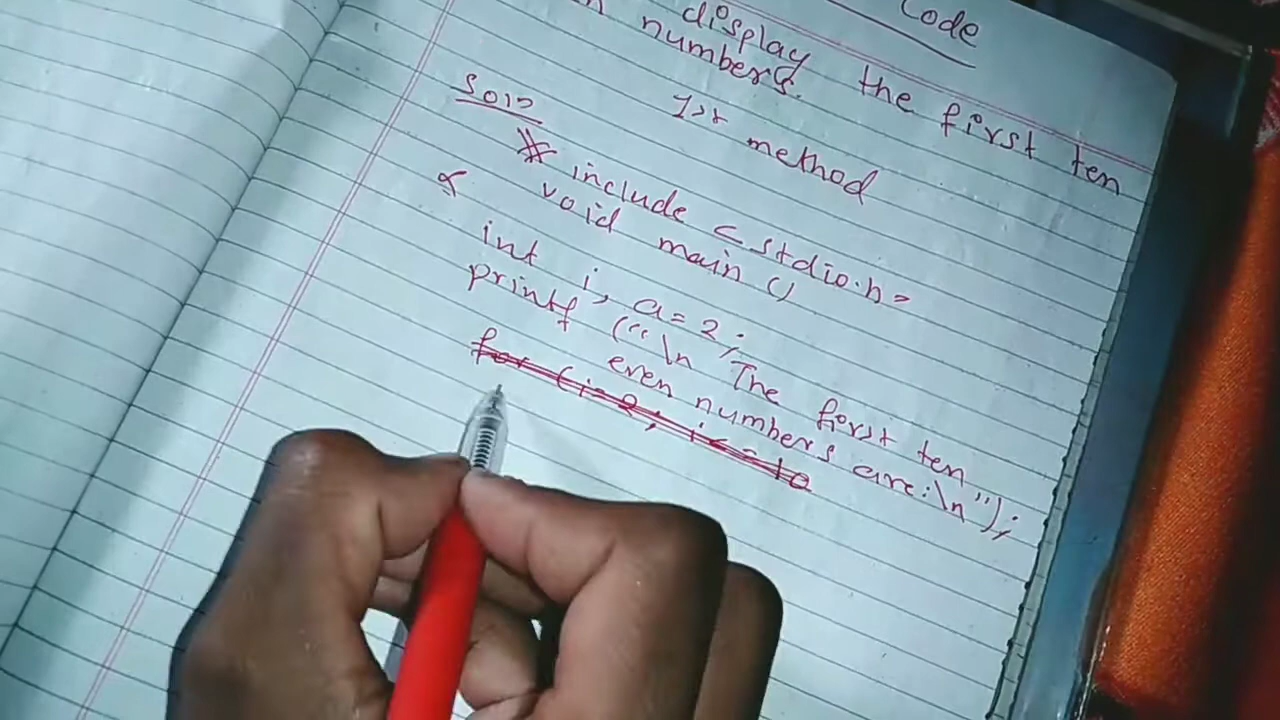 Code
display the first ten
numbers.
1st method
Soln
# include <stdio.h>
void main ()
{
int i, a = 2;
printf ("\n The first ten
even numbers are:\n");
for (i=0; i<=10